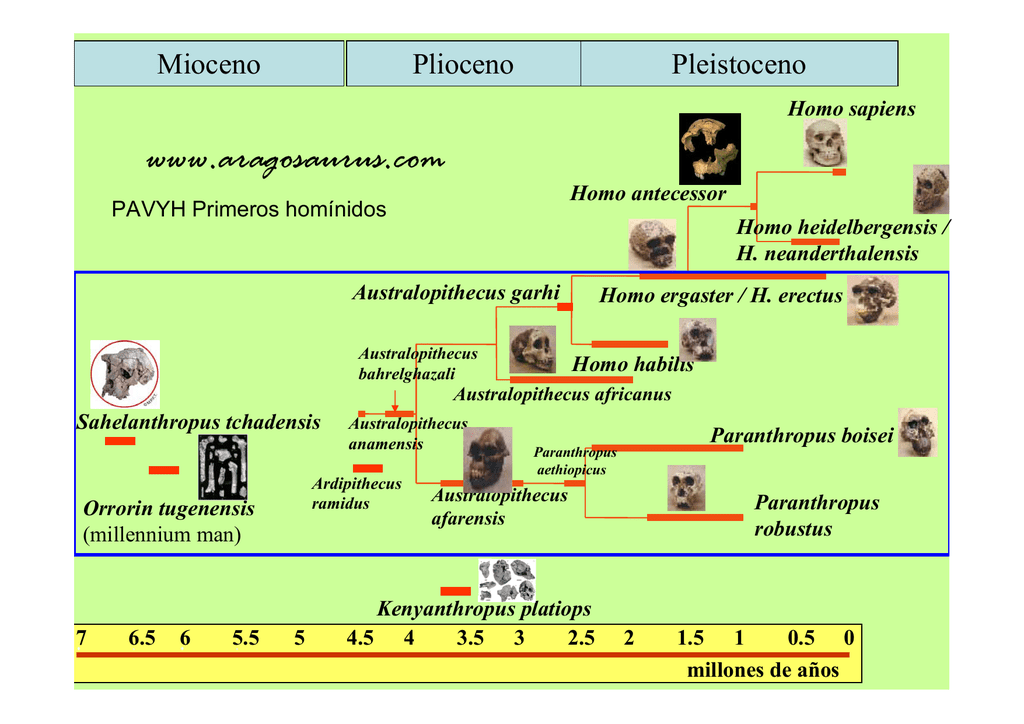 Mioceno
Plioceno
Pleistoceno
Homo sapiens
www.aragosaurus.com
Homo antecessor
PAVYH Primeros homínidos
Homo heidelbergensis /
H. neanderthalensis
Australopithecus garhi
Homo ergaster / H. erectus
Australopithecus
bahrelghazali
Homo habilis
Australopithecus africanus
Sahelanthropus tchadensis
Australopithecus
anamensis
Paranthropus boisei
Paranthropus
aethiopicus
Ardipithecus
ramidus
Australopithecus
afarensis
Orrorin tugenensis
(millennium man)
Paranthropus
robustus
Kenyanthropus platiops
7 6.5 6 5.5 5 4.5 4 3.5 3 2.5 2 1.5 1 0.5 0
millones de años